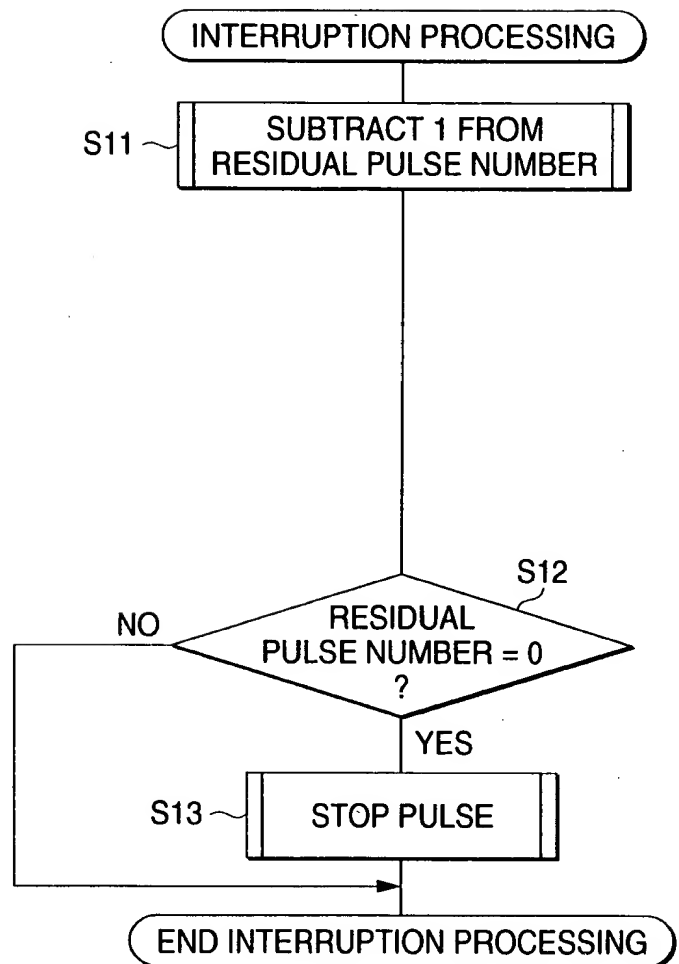 INTERRUPTION PROCESSING
S11
SUBTRACT 1 FROM
RESIDUAL PULSE NUMBER
S12
NO
RESIDUAL
PULSE NUMBER = 0
?
YES
S13
STOP PULSE
END INTERRUPTION PROCESSING